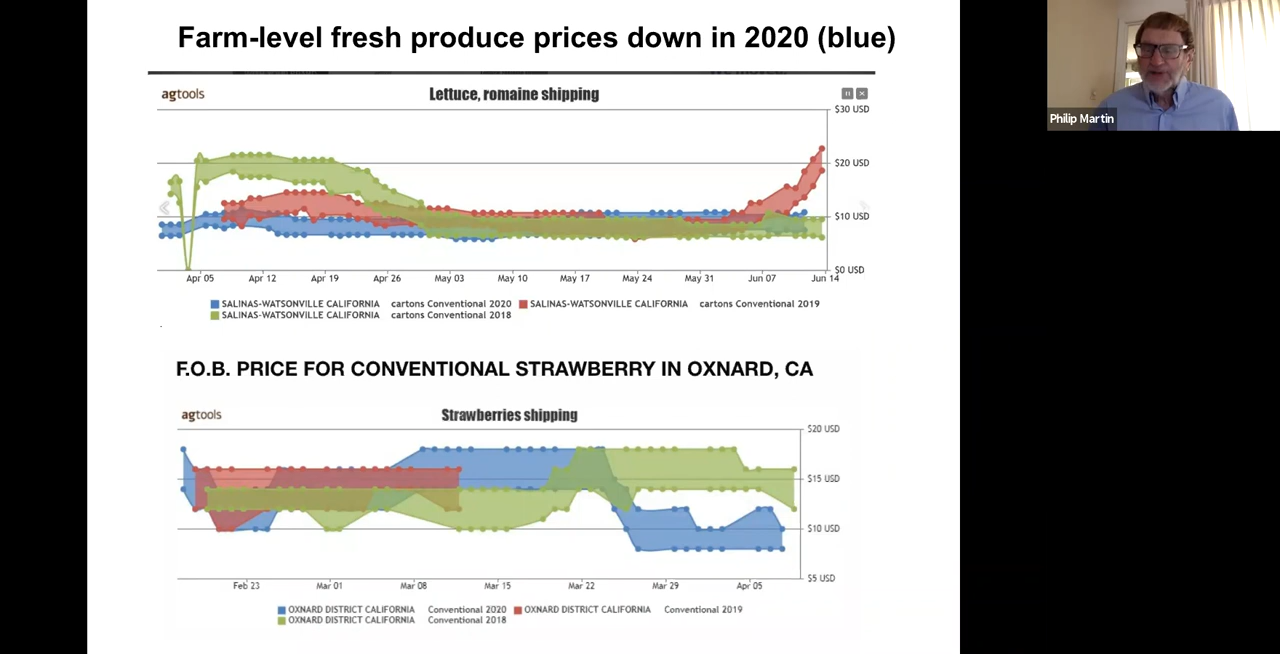 Farm-level fresh produce prices down in 2020 (blue)
Philip Martin
agtools
Lettuce, romaine shipping
$30 USD
$20 USD
$10 USD
$0 USD
Apr 05 Apr 12 Apr 19 Apr 26 May 03 May 10 May 17 May 24 May 31 Jun 07 Jun 14
SALINAS-WATSONVILLE CALIFORNIA cartons Conventional 2020 SALINAS-WATSONVILLE CALIFORNIA cartons Conventional 2019
SALINAS-WATSONVILLE CALIFORNIA cartons Conventional 2018
F.O.B. PRICE FOR CONVENTIONAL STRAWBERRY IN OXNARD, CA
agtools
Strawberries shipping
$20 USD
$15 USD
$10 USD
$5 USD
Feb 23 Mar 01 Mar 08 Mar 15 Mar 22 Mar 29 Apr 05
OXNARD DISTRICT CALIFORNIA Conventional 2020 OXNARD DISTRICT CALIFORNIA Conventional 2019
OXNARD DISTRICT CALIFORNIA Conventional 2018